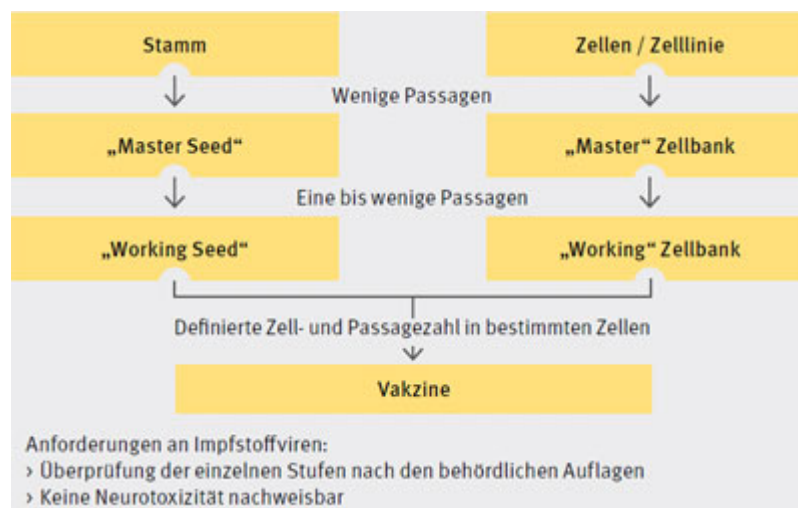 Stamm
Zellen / Zelllinie
Wenige Passagen
„Master Seed“
„Master“ Zellbank
Eine bis wenige Passagen
„Working Seed“
„Working“ Zellbank
Definierte Zell- und Passagezahl in bestimmten Zellen
Vakzine
Anforderungen an Impfstoffviren:
› Überprüfung der einzelnen Stufen nach den behördlichen Auflagen
› Keine Neurotoxizität nachweisbar